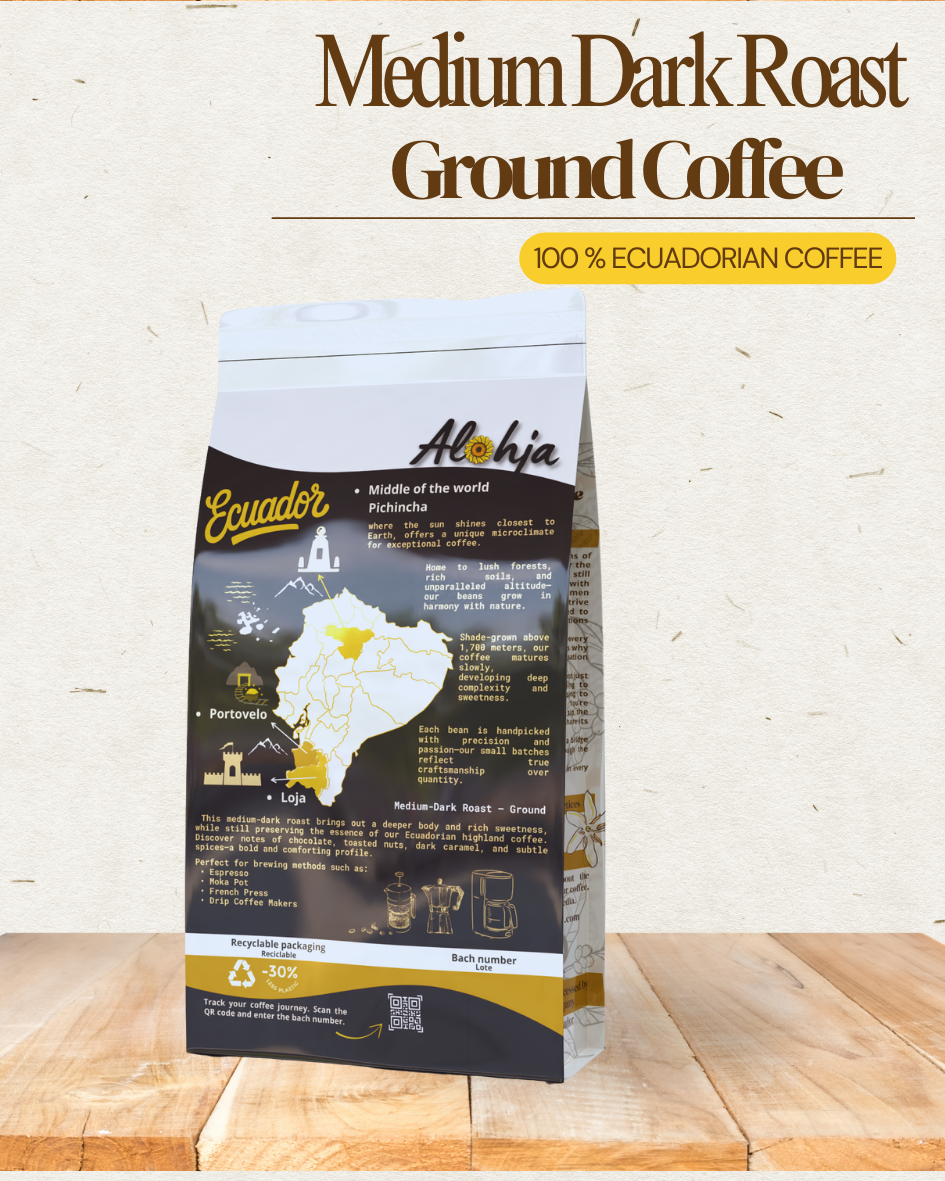 Medium Dark Roast
Ground Coffee
100 % ECUADORIAN COFFEE
Alohja
Ecuador
• Middle of the world
Pichincha
where the sun shines closest to
Earth, offers a unique microclimate
for exceptional coffee.
Home to lush forests,
rich soils, and
unparalleled altitude—
our beans grow in
harmony with nature.
Shade-grown above
1,700 meters, our
coffee matures
slowly,
developing deep
complexity and
sweetness.
• Portovelo
Each bean is handpicked
with precision and
passion—our small batches
reflect true
craftsmanship over
quantity.
• Loja
Medium-Dark Roast – Ground
This medium-dark roast brings out a deeper body and rich sweetness,
while still preserving the essence of our Ecuadorian highland coffee.
Discover notes of chocolate, toasted nuts, dark caramel, and subtle
spices—a bold and comforting profile.
Perfect for brewing methods such as:
• Espresso
• Moka Pot
• French Press
• Drip Coffee Makers
Recyclable packaging
Reciclable
Bach number
Lote
-30%
LESS PLASTIC
Track your coffee journey. Scan the
QR code and enter the bach number.